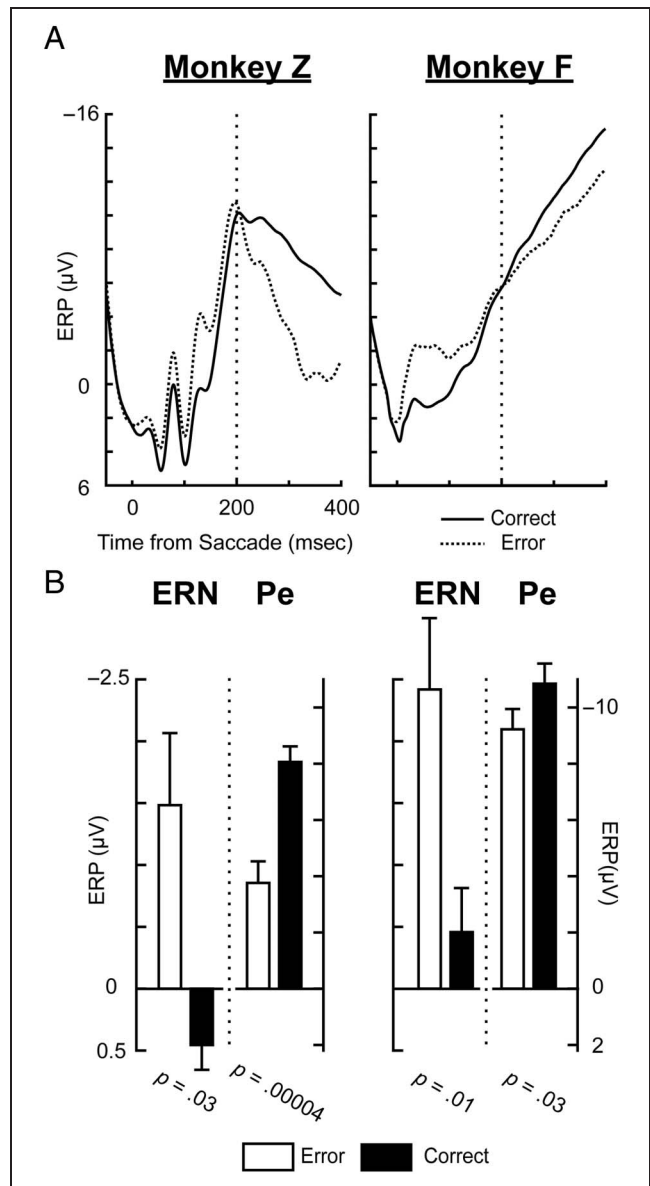 A
Monkey Z Monkey F
−16
ERP (µV)
0
6
0 200 400
Time from Saccade (msec)
Correct
Error
B
ERN Pe ERN Pe
−2.5
-10
ERP (µV)
ERP(µV)
0 0
0.5 2
p = .03 p = .00004 p = .01 p = .03
Error Correct